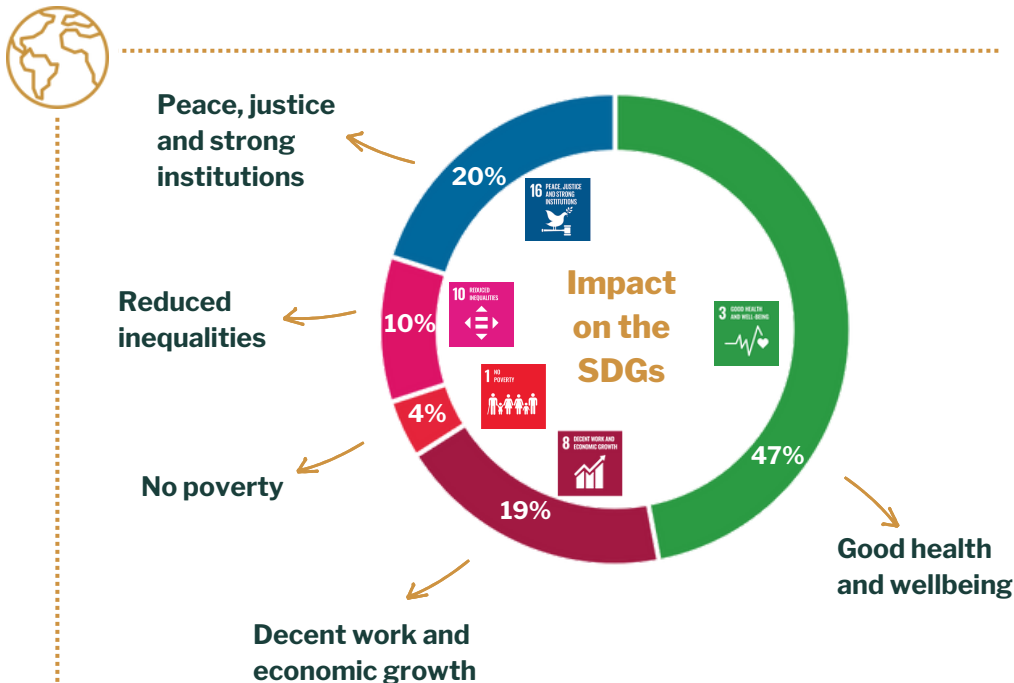 Peace, justice
and strong
institutions
20%
16 PEACE, JUSTICE
AND STRONG
INSTITUTIONS
Reduced
inequalities
10%
10 REDUCED
INEQUALITIES
Impact
on the
SDGs
3 GOOD HEALTH
AND WELL-BEING
1 NO
POVERTY
4%
No poverty
8 DECENT WORK AND
ECONOMIC GROWTH
47%
19%
Good health
and wellbeing
Decent work and
economic growth